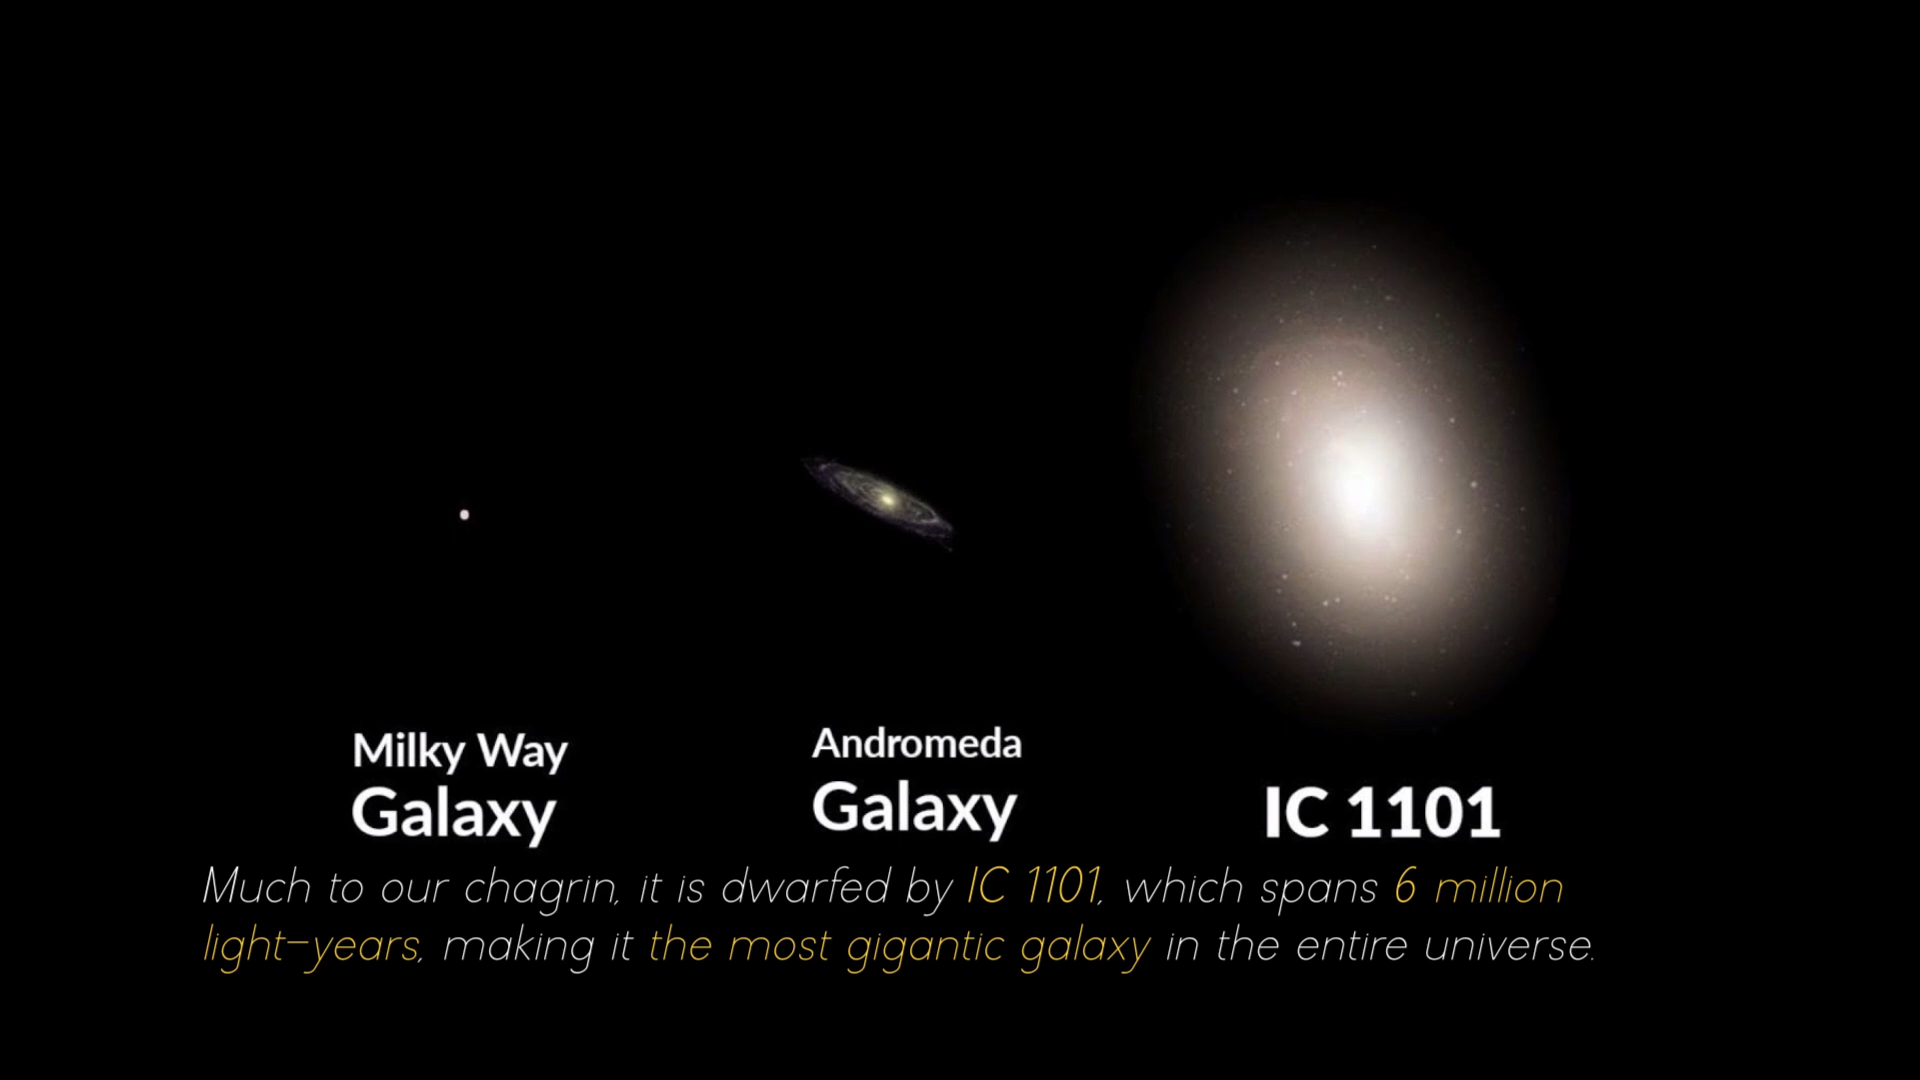 Milky Way
Galaxy
Andromeda
Galaxy
IC 1101
Much to our chagrin, it is dwarfed by IC 1101, which spans 6 million
light-years, making it the most gigantic galaxy in the entire universe.